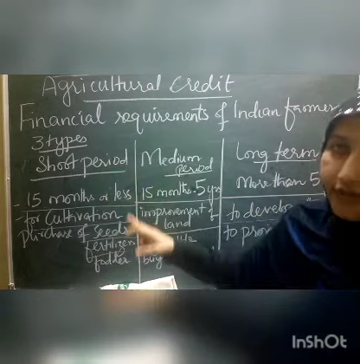 Agricultural Credit
Financial requirements of Indian farmers
3 types
Short period
15 months or less
- for Cultivation
purchase of Seeds
fertilizer
fodder
Medium
period
15 months - 5 yrs
improvement of
land
buy
Long term
More than 5
- to develop
- to
InShOt